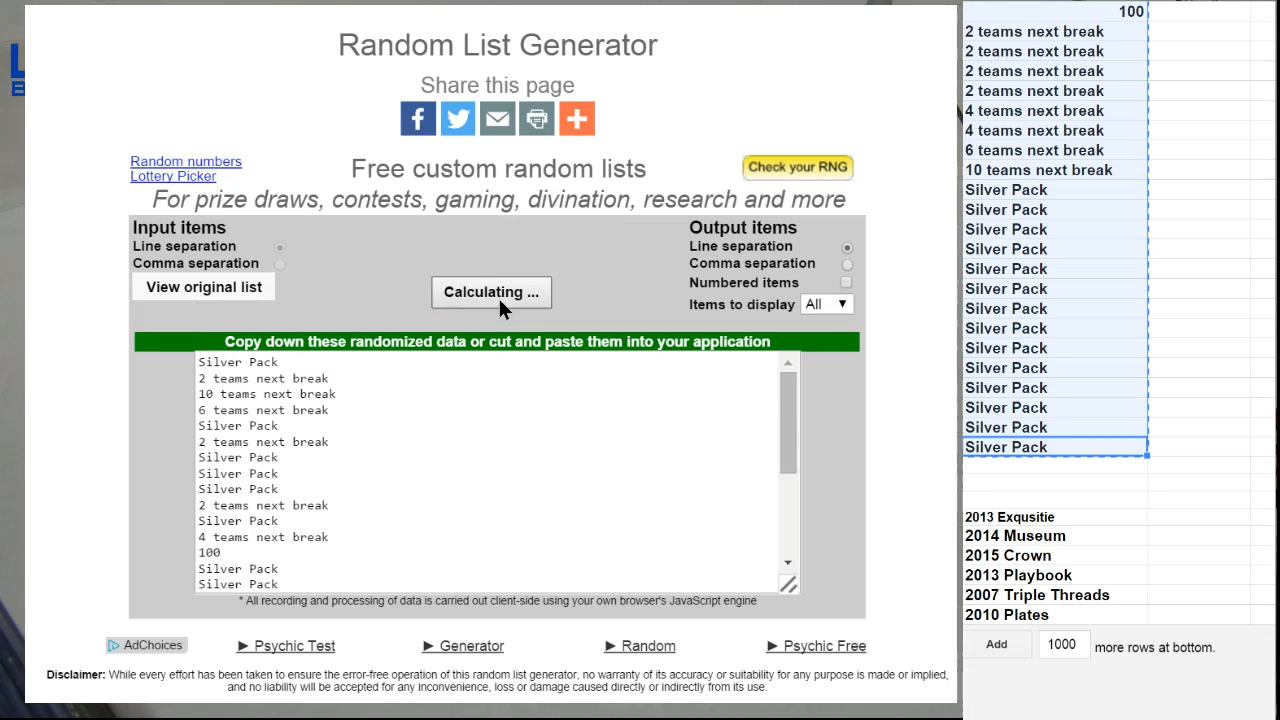 Random List Generator
Share this page
Random numbers
Lottery Picker
Free custom random lists
Check your RNG
For prize draws, contests, gaming, divination, research and more
Input items
Line separation
Comma separation
View original list
Calculating ...
Output items
Line separation
Comma separation
Numbered items
Items to display All
Copy down these randomized data or cut and paste them into your application
Silver Pack
2 teams next break
10 teams next break
6 teams next break
Silver Pack
2 teams next break
Silver Pack
Silver Pack
Silver Pack
2 teams next break
Silver Pack
4 teams next break
100
Silver Pack
Silver Pack
* All recording and processing of data is carried out client-side using your own browser's JavaScript engine
AdChoices
► Psychic Test
► Generator
► Random
► Psychic Free
Disclaimer: While every effort has been taken to ensure the error-free operation of this random list generator, no warranty of its accuracy or suitability for any purpose is made or implied,
and no liability will be accepted for any inconvenience, loss or damage caused directly or indirectly from its use.
100
2 teams next break
2 teams next break
2 teams next break
2 teams next break
4 teams next break
4 teams next break
6 teams next break
10 teams next break
Silver Pack
Silver Pack
Silver Pack
Silver Pack
Silver Pack
Silver Pack
Silver Pack
Silver Pack
Silver Pack
Silver Pack
Silver Pack
Silver Pack
Silver Pack
Silver Pack
2013 Exqusitie
2014 Museum
2015 Crown
2013 Playbook
2007 Triple Threads
2010 Plates
Add 1000 more rows at bottom.